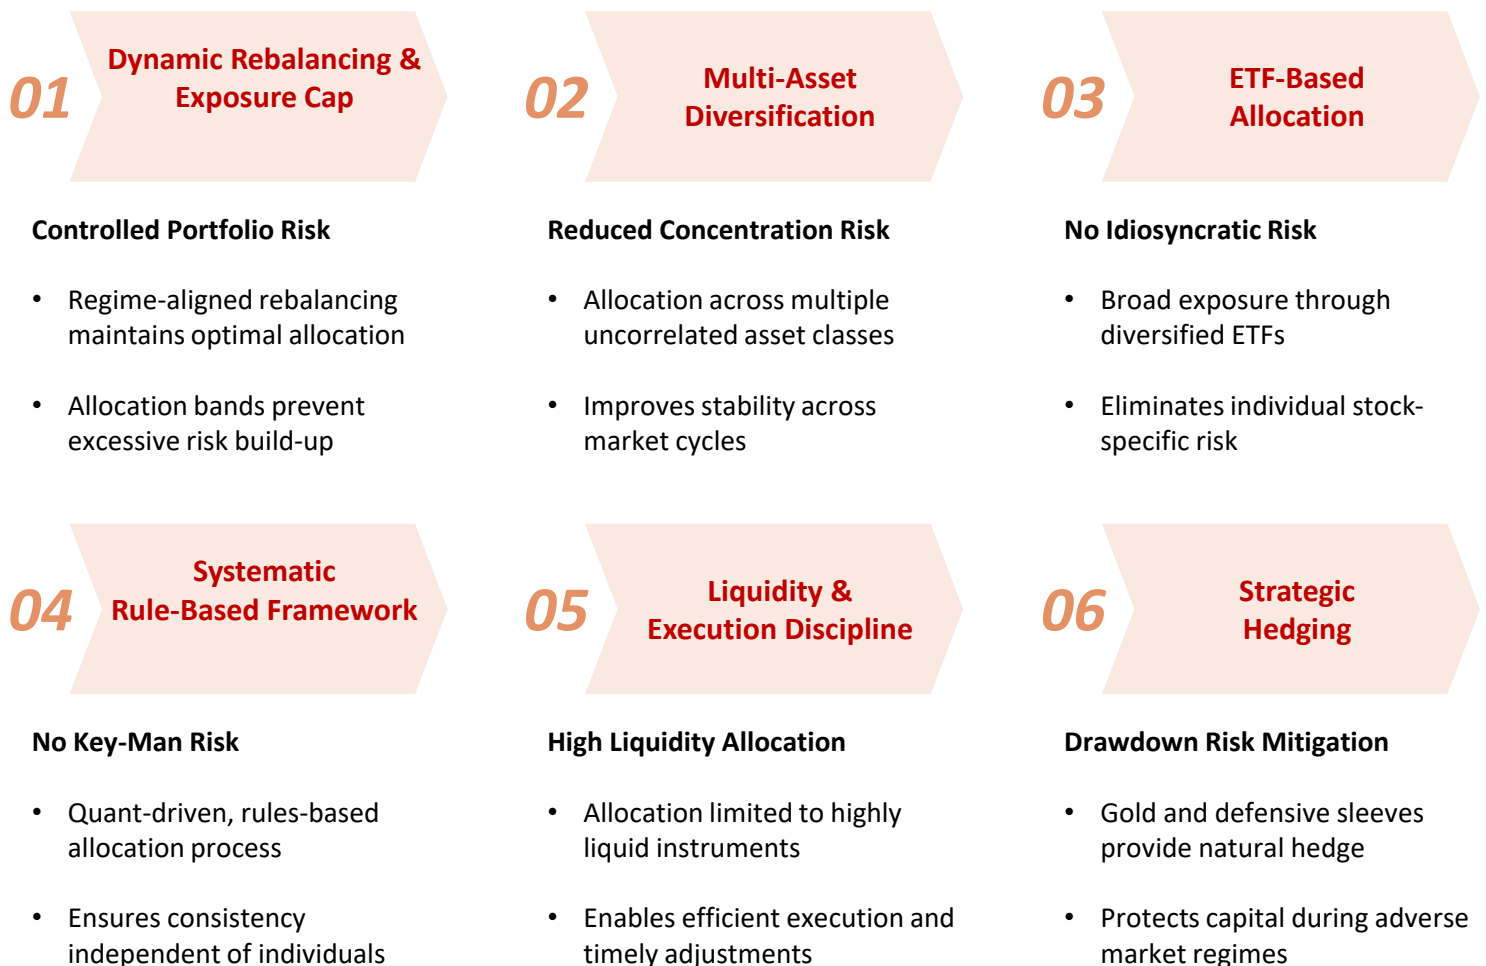 01
Dynamic Rebalancing &
Exposure Cap
Controlled Portfolio Risk
• Regime-aligned rebalancing
maintains optimal allocation
• Allocation bands prevent
excessive risk build-up
02
Multi-Asset
Diversification
Reduced Concentration Risk
• Allocation across multiple
uncorrelated asset classes
• Improves stability across
market cycles
03
ETF-Based
Allocation
No Idiosyncratic Risk
• Broad exposure through
diversified ETFs
• Eliminates individual stock-
specific risk
04
Systematic
Rule-Based Framework
No Key-Man Risk
• Quant-driven, rules-based
allocation process
• Ensures consistency
independent of individuals
05
Liquidity &
Execution Discipline
High Liquidity Allocation
• Allocation limited to highly
liquid instruments
• Enables efficient execution and
timely adjustments
06
Strategic
Hedging
Drawdown Risk Mitigation
• Gold and defensive sleeves
provide natural hedge
• Protects capital during adverse
market regimes